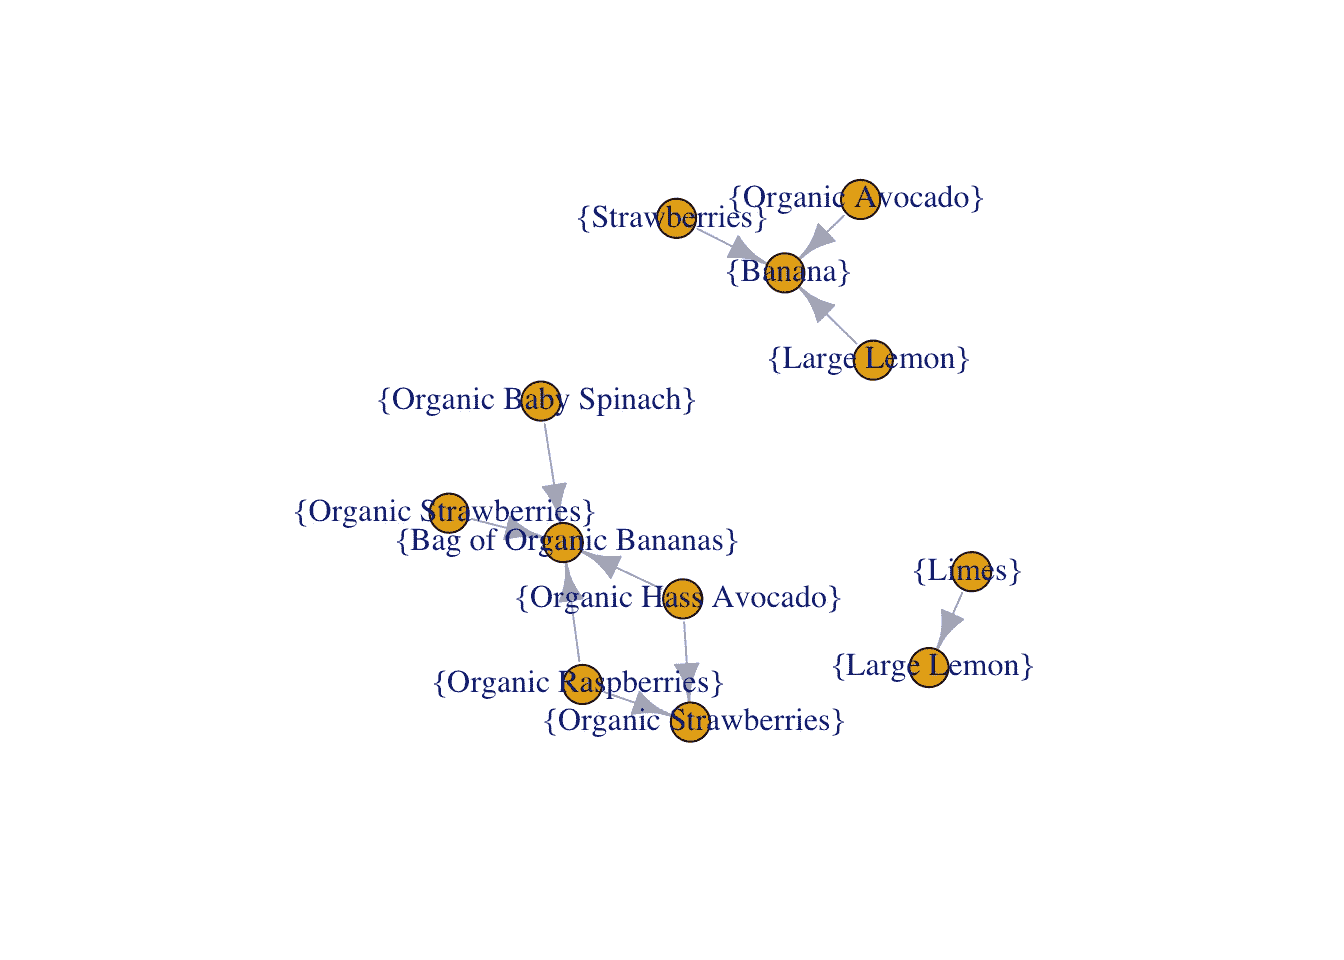 {Organic Avocado}
{Strawberries}
{Banana}
{Large Lemon}
{Organic Baby Spinach}
{Organic Strawberries}
{Bag of Organic Bananas}
{Limes}
{Organic Hass Avocado}
{Large Lemon}
{Organic Raspberries}
{Organic Strawberries}